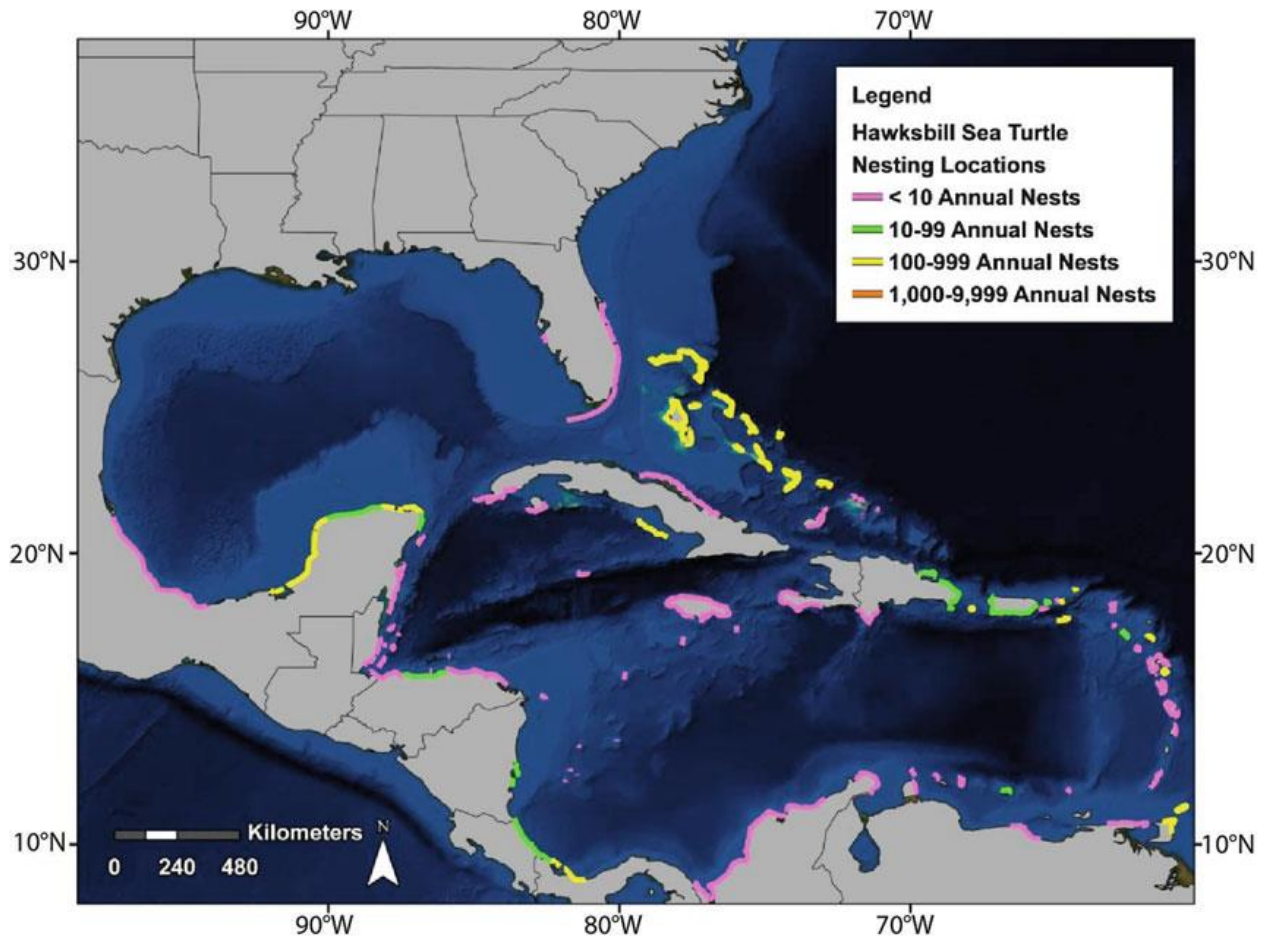 90°W 80°W 70°W
Legend
Hawksbill Sea Turtle
Nesting Locations
< 10 Annual Nests
10-99 Annual Nests
100-999 Annual Nests
1,000-9,999 Annual Nests
30°N 30°N
20°N 20°N
Kilometers N
10°N 10°N
0 240 480
90°W 80°W 70°W